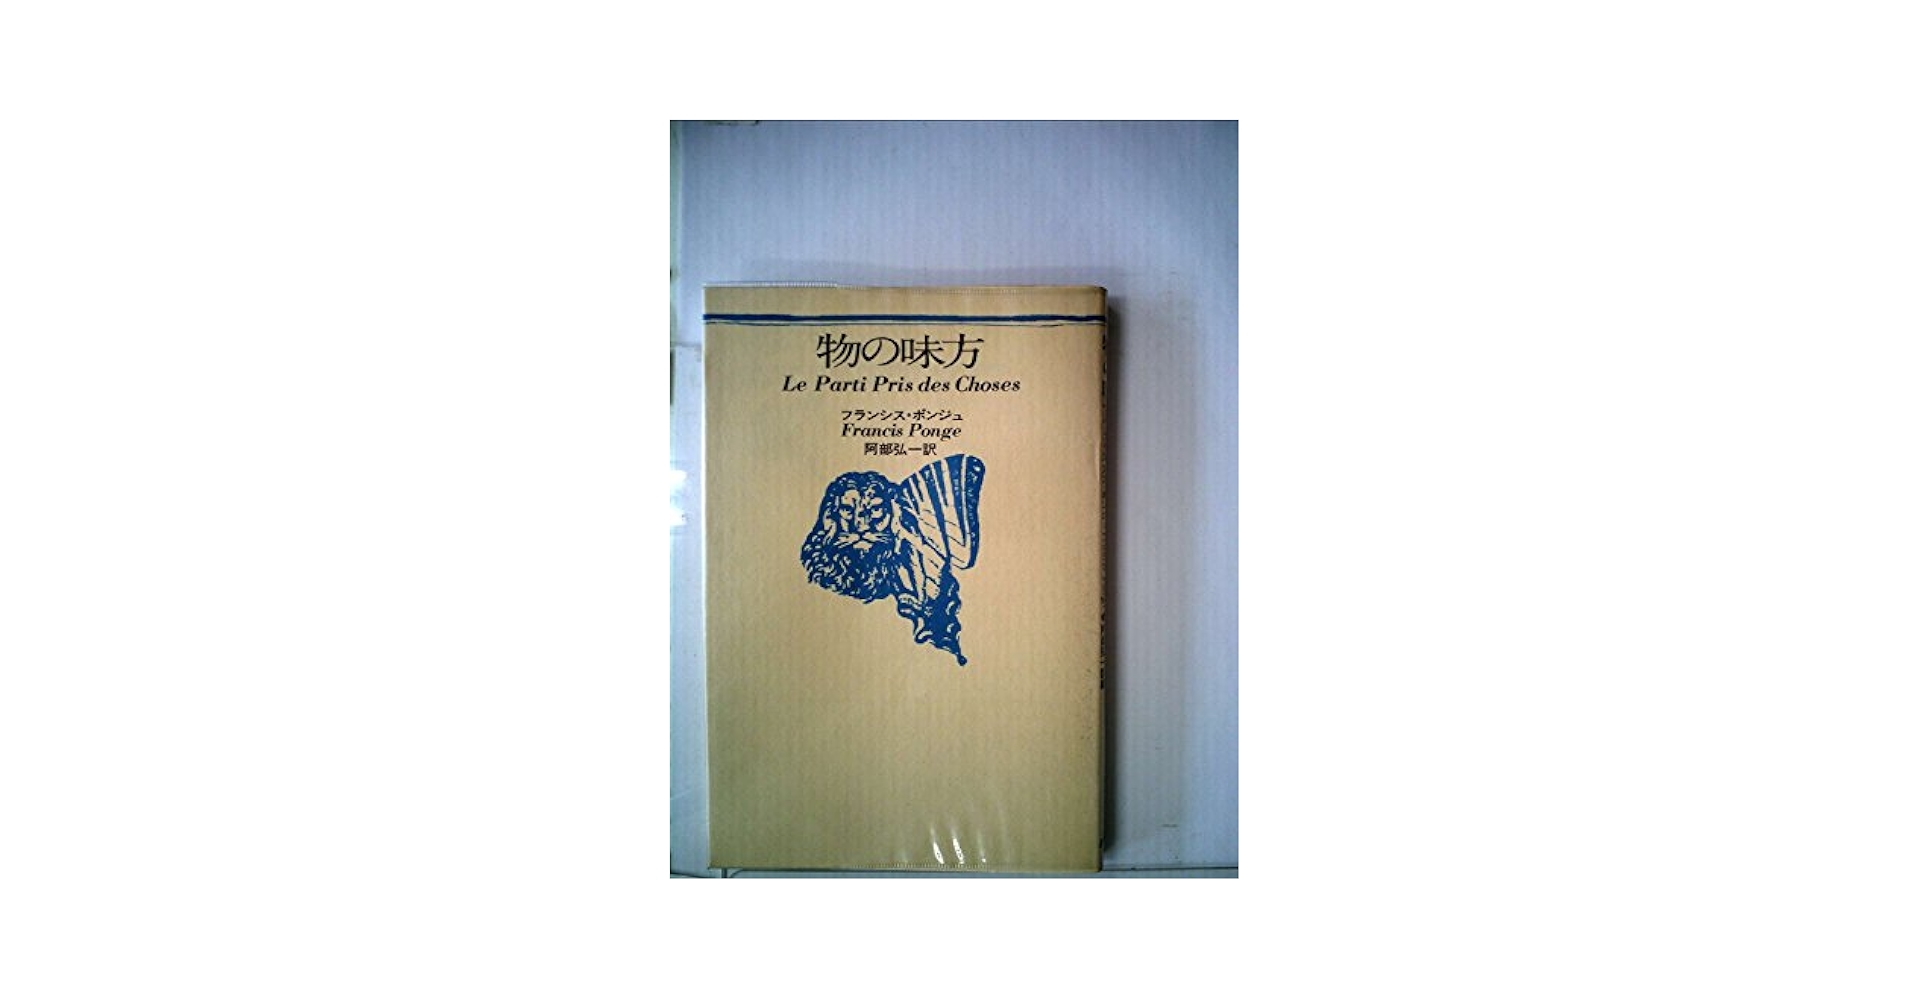 物の味方
Le Parti Pris des Choses
フランシス・ポンジュ
Francis Ponge
阿部弘一訳